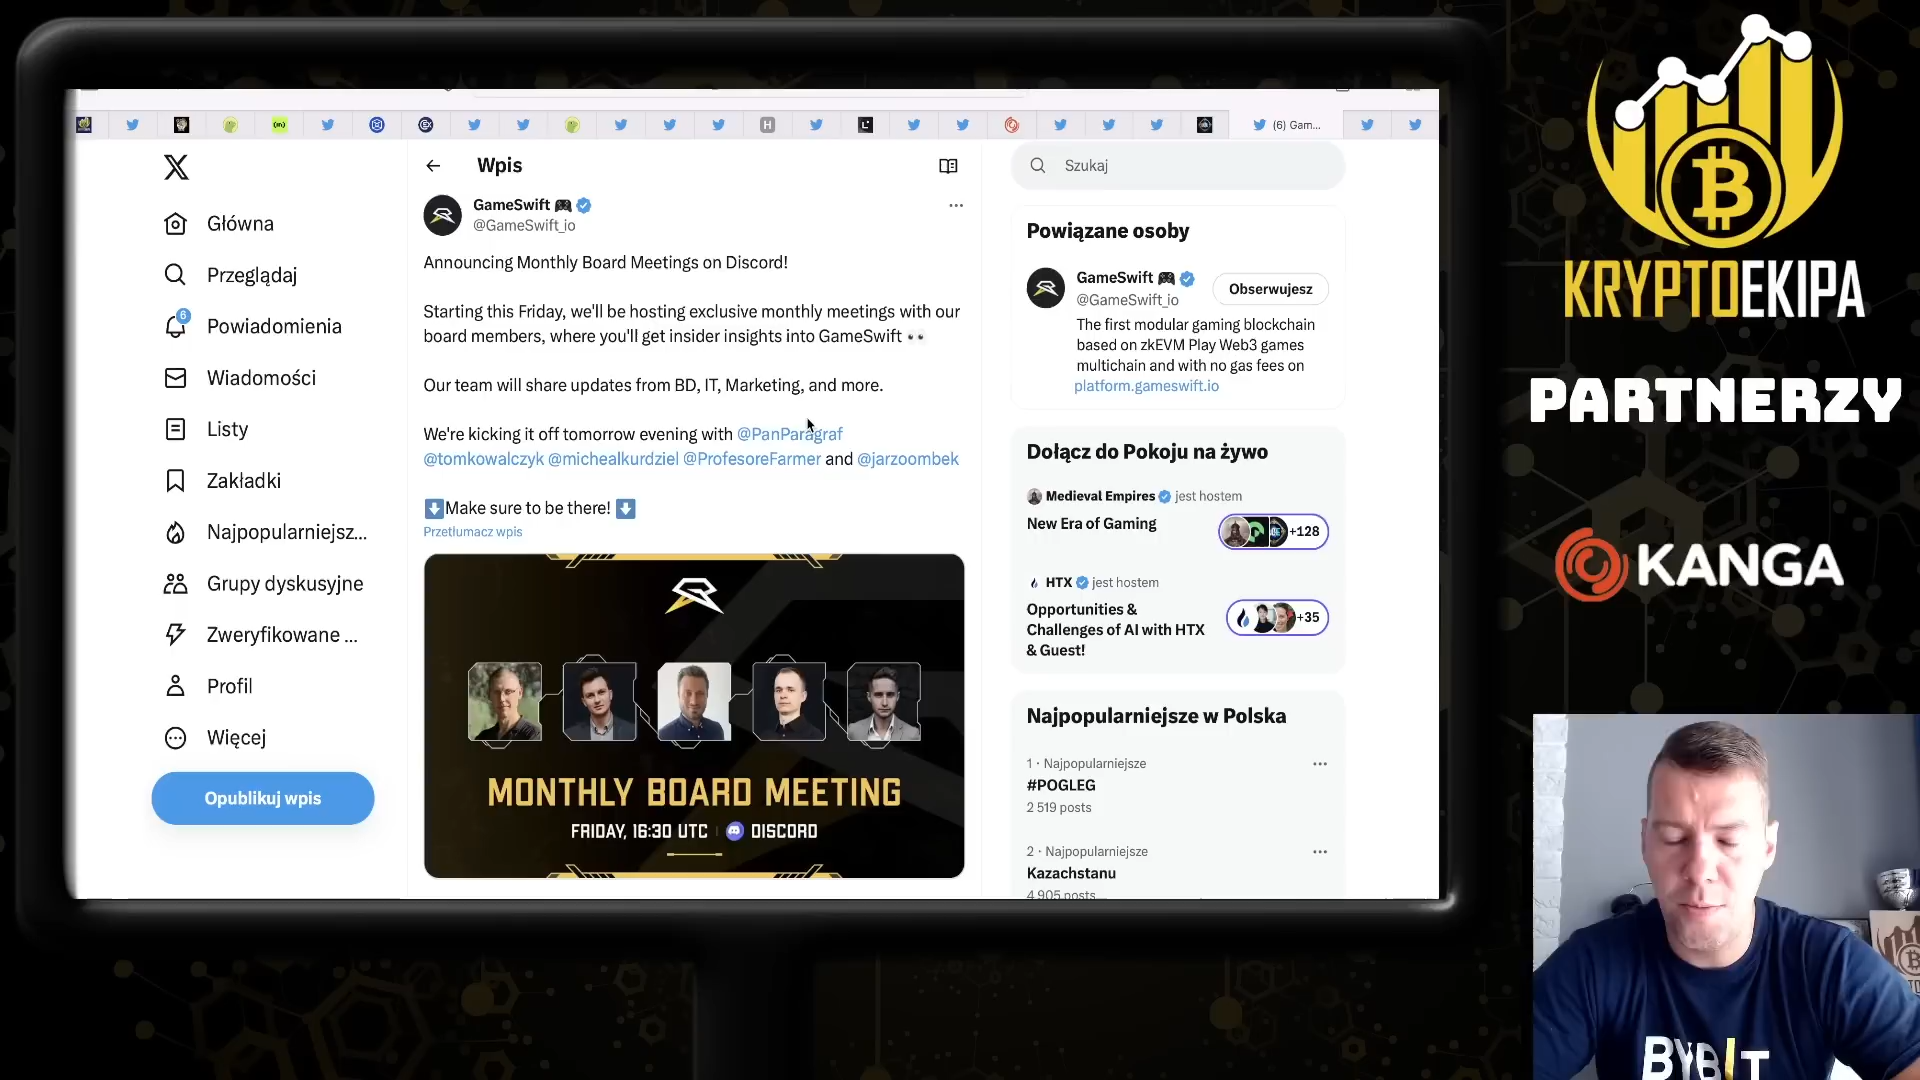 (6) Gam...
Główna
Przeglądaj
6
Powiadomienia
Wiadomości
Listy
Zakładki
Najpopularniejsz...
Grupy dyskusyjne
Zweryfikowane ...
Profil
Więcej
Opublikuj wpis
Wpis
GameSwift
@GameSwift_io
Announcing Monthly Board Meetings on Discord!
Starting this Friday, we'll be hosting exclusive monthly meetings with our
board members, where you'll get insider insights into GameSwift
Our team will share updates from BD, IT, Marketing, and more.
We're kicking it off tomorrow evening with @PanParagraf
@tomkowalczyk @michealkurdziel @ProfesoreFarmer and @jarzoombek
Make sure to be there!
Przetłumacz wpis
MONTHLY BOARD MEETING
FRIDAY, 16:30 UTC | DISCORD
Szukaj
Powiązane osoby
GameSwift
@GameSwift_io
Obserwujesz
The first modular gaming blockchain
based on zkEVM Play Web3 games
multichain and with no gas fees on
platform.gameswift.io
Dołącz do Pokoju na żywo
Medieval Empires jest hostem
New Era of Gaming
+128
HTX jest hostem
Opportunities &
Challenges of AI with HTX
& Guest!
+35
Najpopularniejsze w Polska
1 · Najpopularniejsze
#POGLEG
2 519 posts
2 · Najpopularniejsze
Kazachstanu
4 905 posts
KRYPTOEKIPA
PARTNERZY
KANGA
BYBIT